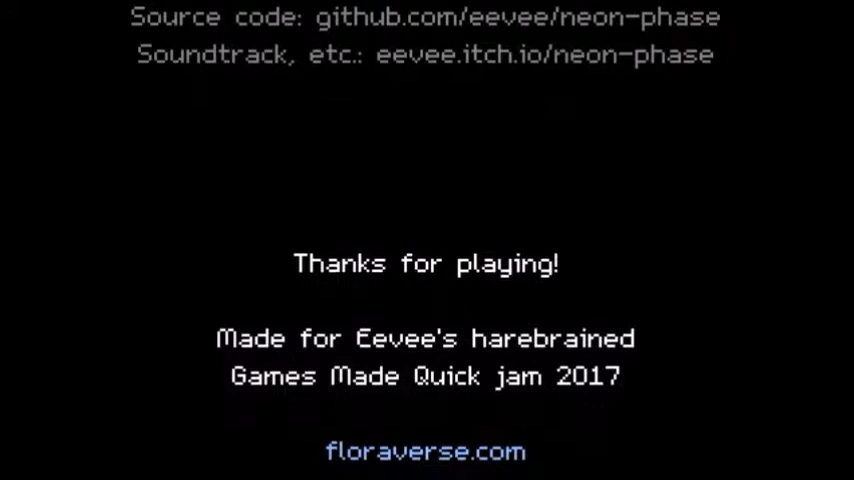 Source code: github.com/eevee/neon-phase
Soundtrack, etc.: eevee.itch.io/neon-phase
Thanks for playing!
Made for Eevee's harebrained
Games Made Quick jam 2017
floraverse.com